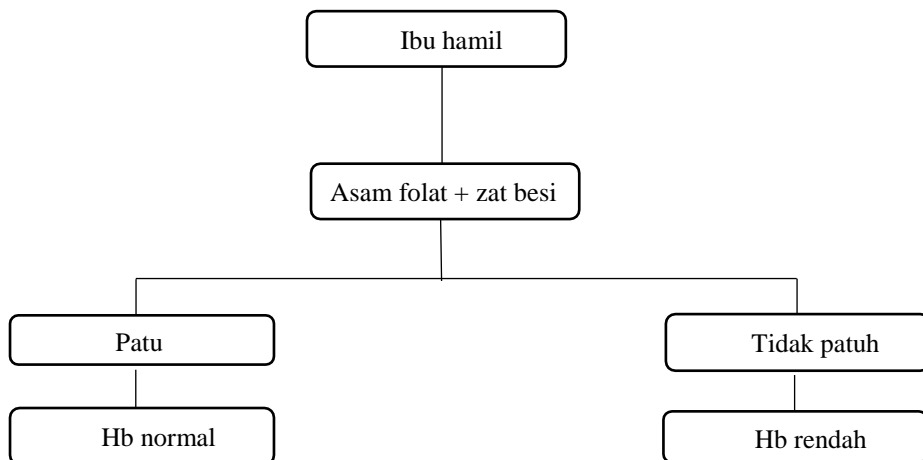 Ibu hamil
Asam folat + zat besi
Patu
Tidak patuh
Hb normal
Hb rendah